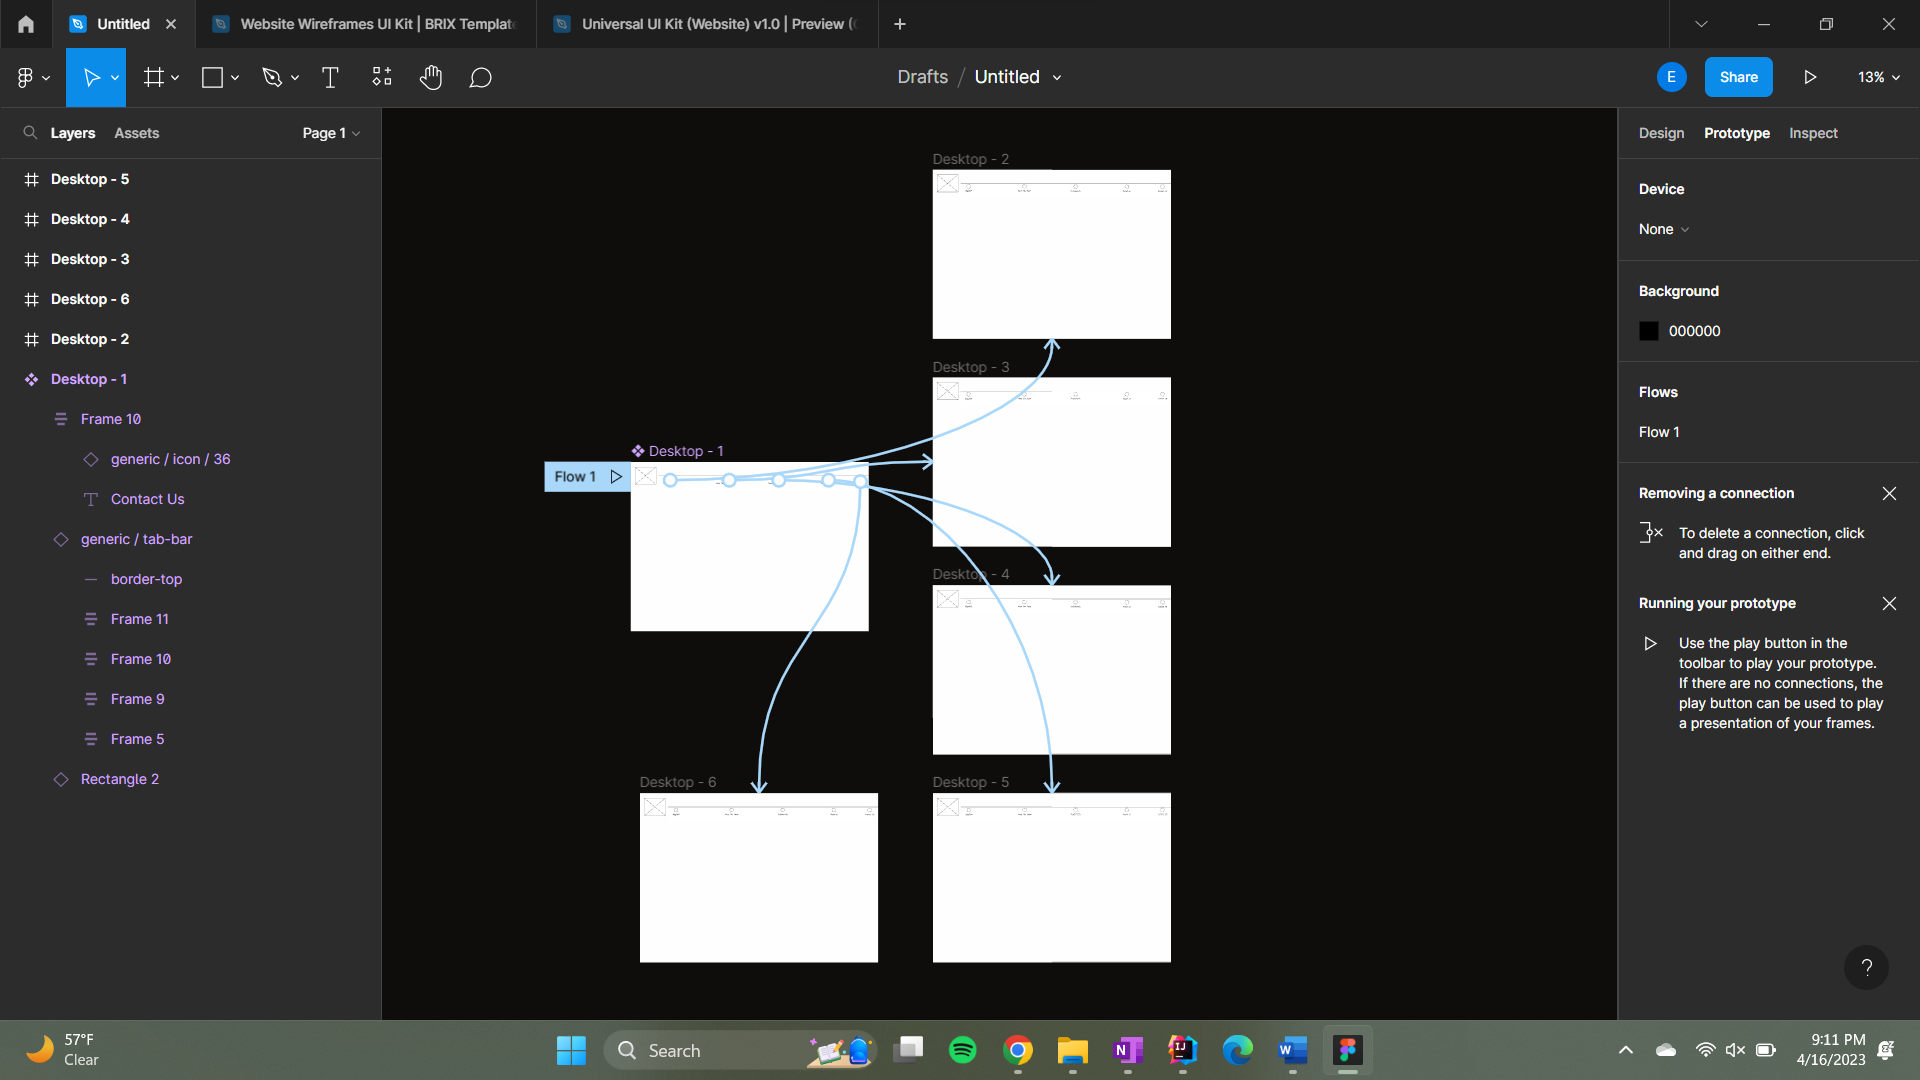 Untitled
Website Wireframes UI Kit | BRIX Templat
Universal UI Kit (Website) v1.0 | Preview (
Drafts / Untitled
E
Share
13%
Layers
Assets
Page 1
Desktop - 5
Desktop - 4
Desktop - 3
Desktop - 6
Desktop - 2
Desktop - 1
Frame 10
generic / icon / 36
Contact Us
generic / tab-bar
border-top
Frame 11
Frame 10
Frame 9
Frame 5
Rectangle 2
Desktop - 2
Desktop - 3
Desktop - 1
Flow 1
Desktop - 4
Desktop - 6
Desktop - 5
Design
Prototype
Inspect
Device
None
Background
000000
Flows
Flow 1
Removing a connection
To delete a connection, click
and drag on either end.
Running your prototype
Use the play button in the
toolbar to play your prototype.
If there are no connections, the
play button can be used to play
a presentation of your frames.
?
57°F
Clear
Search
N
IJ
W
9:11 PM
4/16/2023